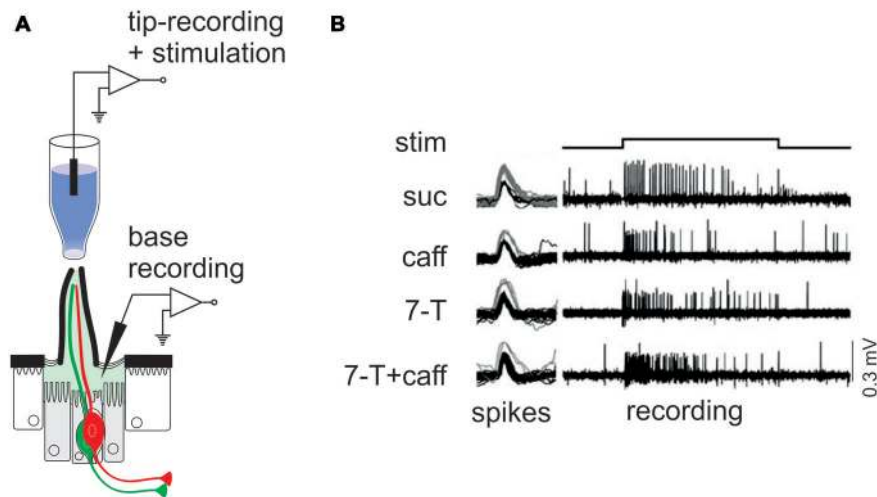 A
tip-recording
+ stimulation
base
recording
B
stim
suc
caff
7-T
7-T+caff
spikes
recording
0.3 mV